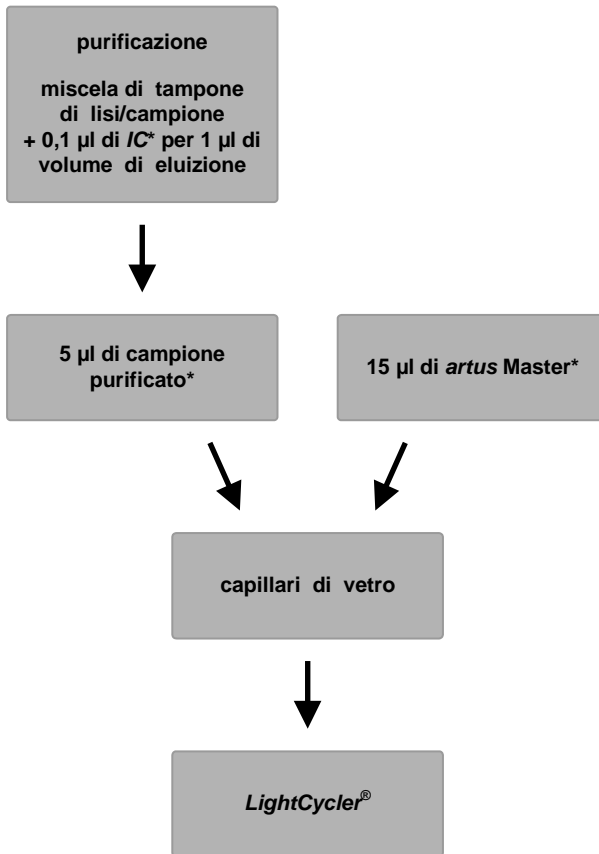 purificazione
miscela di tampone
di lisi/campione
+ 0,1 µl di IC* per 1 µl di
volume di eluizione
5 µl di campione
purificato*
15 µl di artus Master*
capillari di vetro
LightCycler®